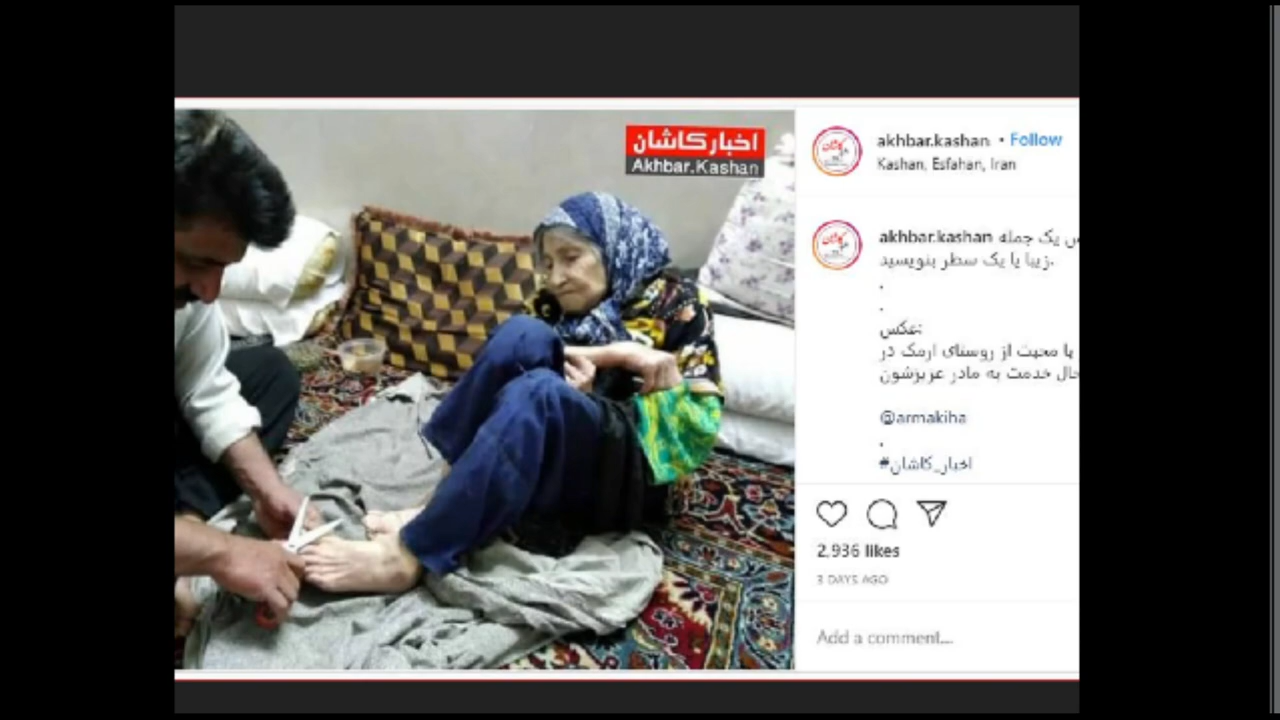 اخبارکاشان
Akhbar.Kashan
akhbar.kashan • Follow
Kashan, Esfahan, Iran
akhbar.kashan یک جمله
زیبا یا یک سطر بنویسید.
.
.
عکس:
با محبت از روستای ارمک در
حال خدمت به مادر عزیزشون
@armakiha
.
#اخبار_کاشان
2,936 likes
3 DAYS AGO
Add a comment...